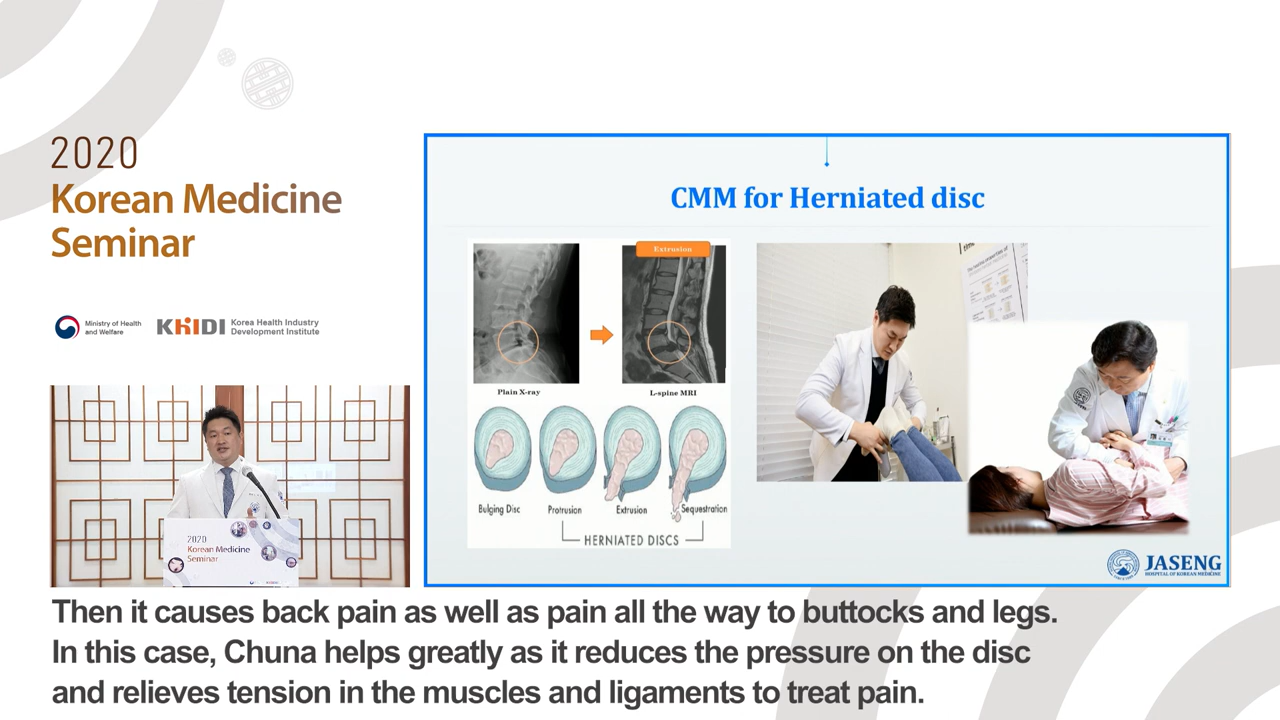 2020
Korean Medicine
Seminar
Ministry of Health
and Welfare
KHIDI
Korea Health Industry
Development Institute
2020
Korean Medicine
Seminar
CMM for Herniated disc
Extrusion
Plain X-ray
L-spine MRI
Bulging Disc
Protrusion
Extrusion
Sequestration
HERNIATED DISCS
JASENG
HOSPITAL OF KOREAN MEDICINE
Then it causes back pain as well as pain all the way to buttocks and legs.
In this case, Chuna helps greatly as it reduces the pressure on the disc
and relieves tension in the muscles and ligaments to treat pain.